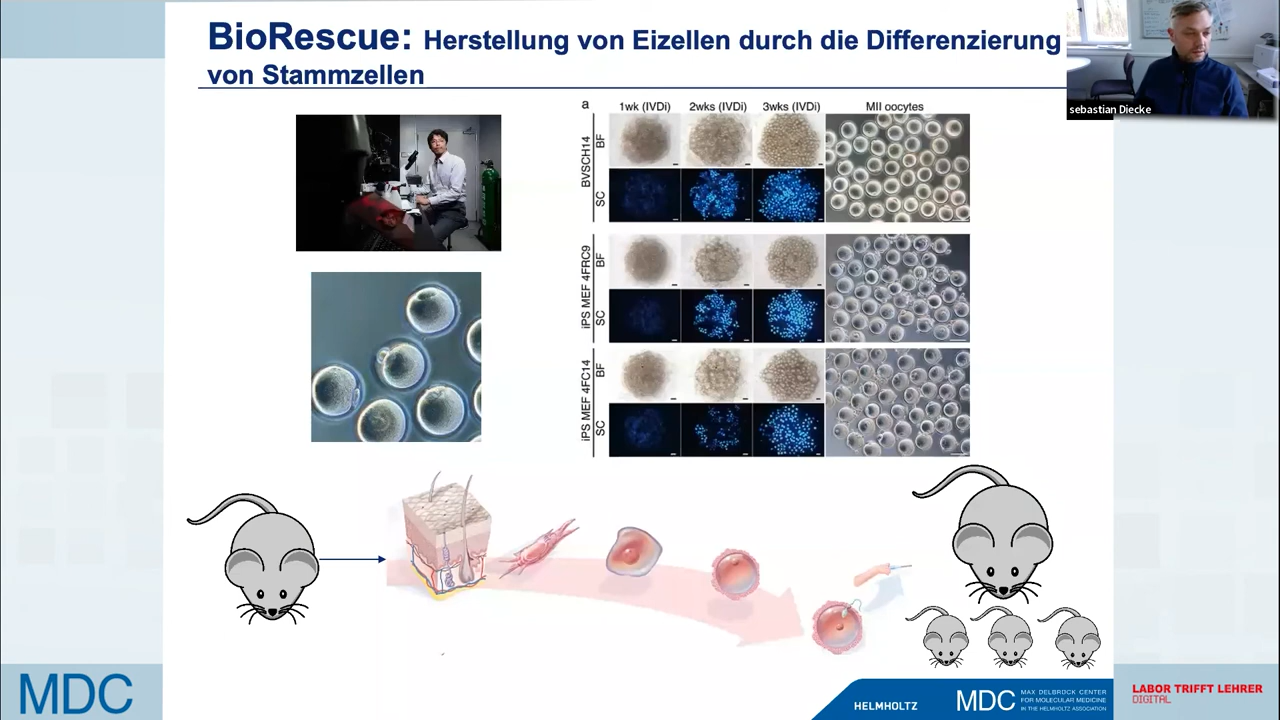 BioRescue: Herstellung von Eizellen durch die Differenzierung
von Stammzellen
sebastian Diecke
a
1wk (IVDi) 2wks (IVDi) 3wks (IVDi) MII oocytes
BVSCH14
BF
SC
iPS MEF 4FRC9
BF
SC
iPS MEF 4FC14
BF
SC
MDC
HELMHOLTZ
MDC
MAX DELBRÜCK CENTER
FOR MOLECULAR MEDICINE
IN THE HELMHOLTZ ASSOCIATION
LABOR TRIFFT LEHRER
DIGITAL